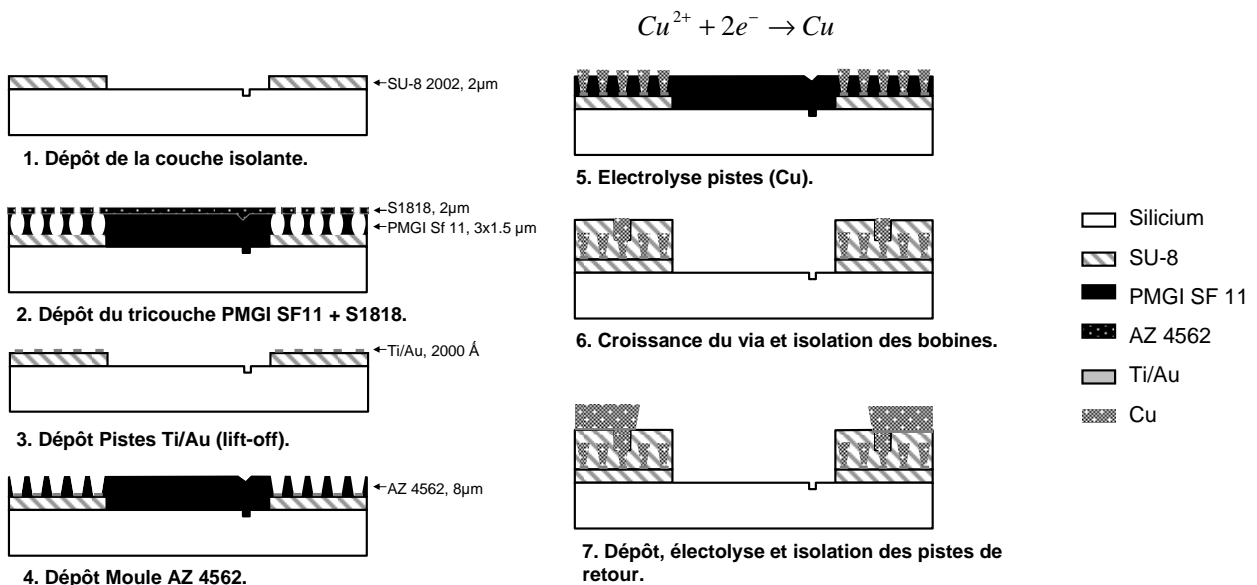 Cu²⁺ + 2e⁻ → Cu
SU-8 2002, 2µm
1. Dépôt de la couche isolante.
S1818, 2µm
PMGI Sf 11, 3x1.5 µm
2. Dépôt du tricouche PMGI SF11 + S1818.
Ti/Au, 2000 Ǻ
3. Dépôt Pistes Ti/Au (lift-off).
AZ 4562, 8µm
4. Dépôt Moule AZ 4562.
5. Electrolyse pistes (Cu).
6. Croissance du via et isolation des bobines.
7. Dépôt, électolyse et isolation des pistes de
retour.
Silicium
SU-8
PMGI SF 11
AZ 4562
Ti/Au
Cu